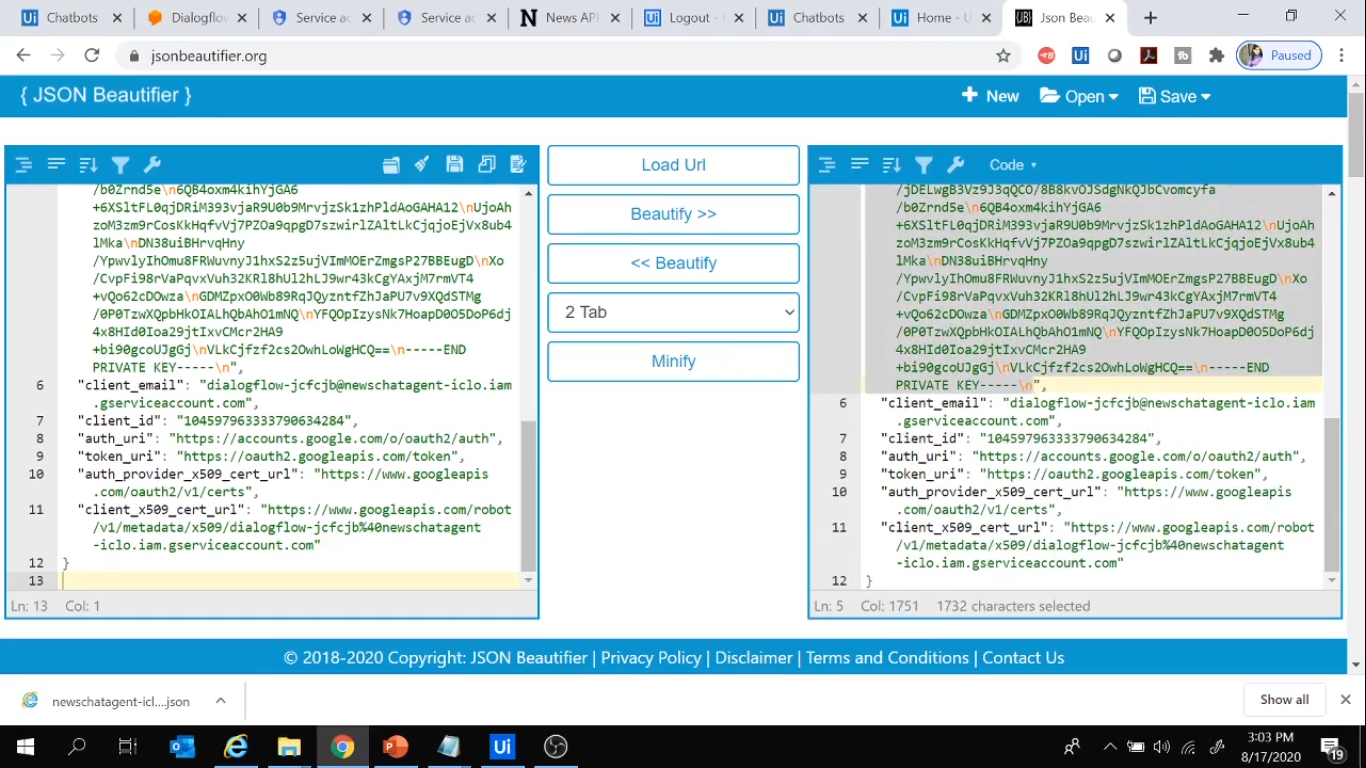 Chatbots
Dialogflo
Service ac
Service ac
News API
Logout -
Chatbots
Home - U
Json Beau
jsonbeautifier.org
Paused
{ JSON Beautifier }
New
Open
Save
/b0Zrnd5e\n6QB4oxm4kihYjGA6
+6XSltFL0qjDRiM393vjaR9U0b9MrvjzSk1zhPldAoGAHA12\nUjoAh
zoM3zm9rCosKkHqfvVj7PZOa9qpgD7szwirlZAltLkCjqjoEjVx8ub4
lMka\nDN38uiBHrvqHny
/YpwvlyIhOmu8FRWuvnyJ1hxS2z5ujVImMOErZmgsP27BBEugD\nXo
/CvpFi98rVaPqvxVuh32KRl8hUl2hLJ9wr43kCgYAxjM7rmVT4
+vQo62cDOwza\nGDMZpxO0Wb89RqJQyzntfZhJaPU7v9XQdSTMg
/0P0TzwXQpbHkOIALhQbAhO1mNQ\nYFQOpIzysNk7HoapD0O5DoP6dj
4x8HId0Ioa29jtIxvCMcr2HA9
+bi90gcoUJgGj\nVLkCjfzf2cs2OwhLoWgHCQ==\n-----END
PRIVATE KEY-----\n",
6 "client_email": "dialogflow-jcfcjb@newschatagent-iclo.iam
.gserviceaccount.com",
7 "client_id": "104597963333790634284",
8 "auth_uri": "https://accounts.google.com/o/oauth2/auth",
9 "token_uri": "https://oauth2.googleapis.com/token",
10 "auth_provider_x509_cert_url": "https://www.googleapis
.com/oauth2/v1/certs",
11 "client_x509_cert_url": "https://www.googleapis.com/robot
/v1/metadata/x509/dialogflow-jcfcjb%40newschatagent
-iclo.iam.gserviceaccount.com"
12 }
13
Ln: 13 Col: 1
Load Url
Beautify >>
<< Beautify
2 Tab
Minify
Code
/jDELwgB3Vz9J3qQCO/8B8kvOJSdgNkQJbCvomcyfa
/b0Zrnd5e\n6QB4oxm4kihYjGA6
+6XSltFL0qjDRiM393vjaR9U0b9MrvjzSk1zhPldAoGAHA12\nUjoAh
zoM3zm9rCosKkHqfvVj7PZOa9qpgD7szwirlZAltLkCjqjoEjVx8ub4
lMka\nDN38uiBHrvqHny
/YpwvlyIhOmu8FRWuvnyJ1hxS2z5ujVImMOErZmgsP27BBEugD\nXo
/CvpFi98rVaPqvxVuh32KRl8hUl2hLJ9wr43kCgYAxjM7rmVT4
+vQo62cDOwza\nGDMZpxO0Wb89RqJQyzntfZhJaPU7v9XQdSTMg
/0P0TzwXQpbHkOIALhQbAhO1mNQ\nYFQOpIzysNk7HoapD0O5DoP6dj
4x8HId0Ioa29jtIxvCMcr2HA9
+bi90gcoUJgGj\nVLkCjfzf2cs2OwhLoWgHCQ==\n-----END
PRIVATE KEY-----\n",
6 "client_email": "dialogflow-jcfcjb@newschatagent-iclo.iam
.gserviceaccount.com",
7 "client_id": "104597963333790634284",
8 "auth_uri": "https://accounts.google.com/o/oauth2/auth",
9 "token_uri": "https://oauth2.googleapis.com/token",
10 "auth_provider_x509_cert_url": "https://www.googleapis
.com/oauth2/v1/certs",
11 "client_x509_cert_url": "https://www.googleapis.com/robot
/v1/metadata/x509/dialogflow-jcfcjb%40newschatagent
-iclo.iam.gserviceaccount.com"
12 }
Ln: 5 Col: 1751 1732 characters selected
© 2018-2020 Copyright: JSON Beautifier | Privacy Policy | Disclaimer | Terms and Conditions | Contact Us
newschatagent-icl....json
Show all
3:03 PM
8/17/2020
19